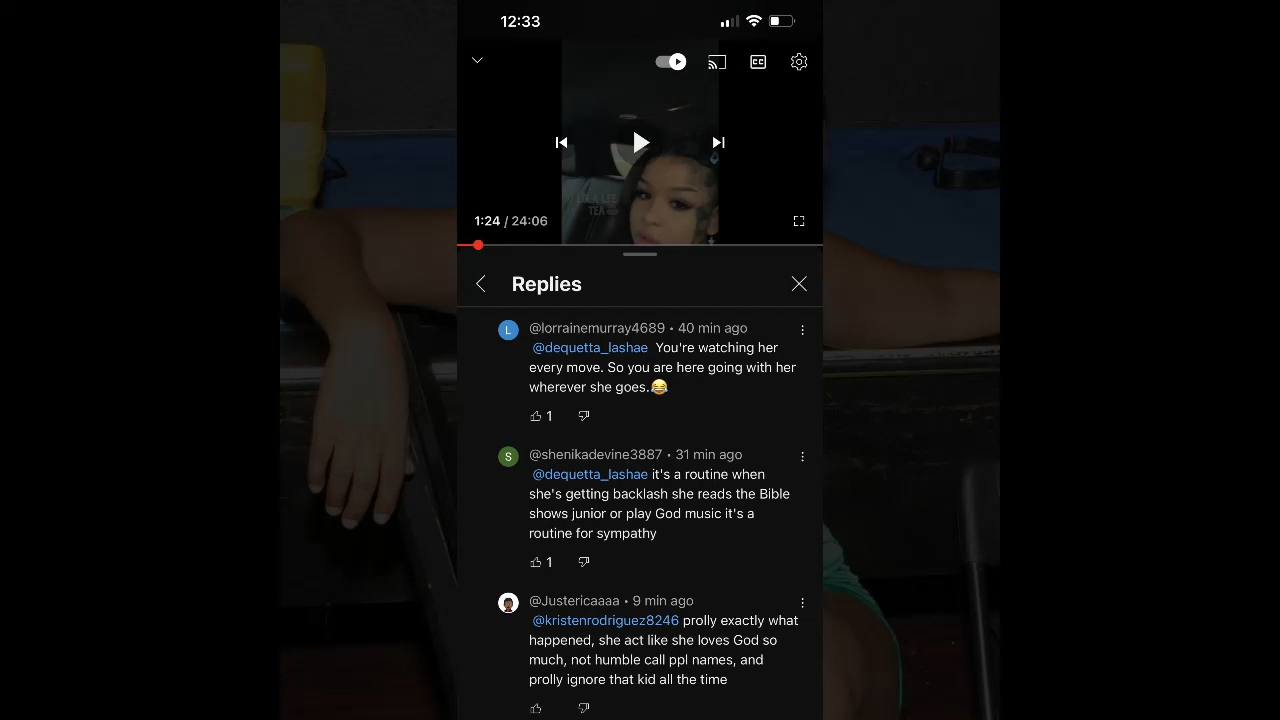 12:33
CC
LUX A LEE
TEA
1:24 / 24:06
Replies
L
@lorrainemurray4689 • 40 min ago
@dequetta_lashae You're watching her
every move. So you are here going with her
wherever she goes.😂
1
S
@shenikadevine3887 • 31 min ago
@dequetta_lashae it's a routine when
she's getting backlash she reads the Bible
shows junior or play God music it's a
routine for sympathy
1
@Justericaaaa • 9 min ago
@kristenrodriguez8246 prolly exactly what
happened, she act like she loves God so
much, not humble call ppl names, and
prolly ignore that kid all the time